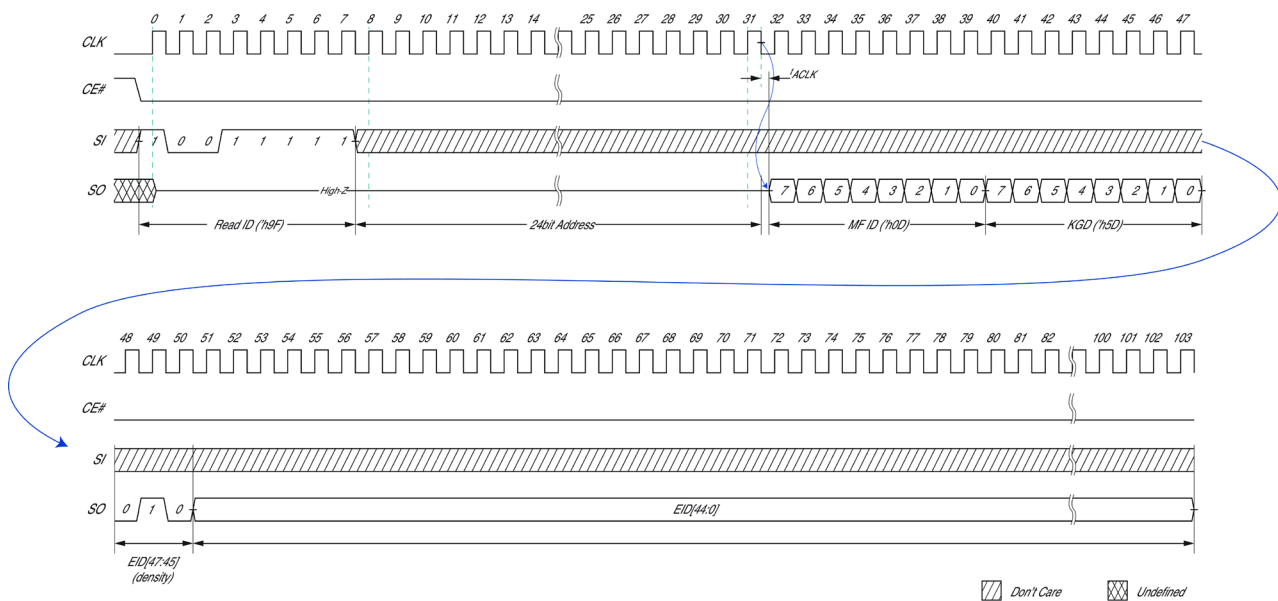 0 1 2 3 4 5 6 7 8 9 10 11 12 13 14 25 26 27 28 29 30 31 32 33 34 35 36 37 38 39 40 41 42 43 44 45 46 47
CLK
tACLK
CE#
SI 1 0 0 1 1 1 1 1
SO High-Z 7 6 5 4 3 2 1 0 7 6 5 4 3 2 1 0
Read ID ('h9F) 24bit Address MF ID ('h0D) KGD ('h5D)
48 49 50 51 52 53 54 55 56 57 58 59 60 61 62 63 64 65 66 67 68 69 70 71 72 73 74 75 76 77 78 79 80 81 82 100 101 102 103
CLK
CE#
SI
SO 0 1 0 EID[44:0]
EID[47:45]
(density)
Don't Care Undefined